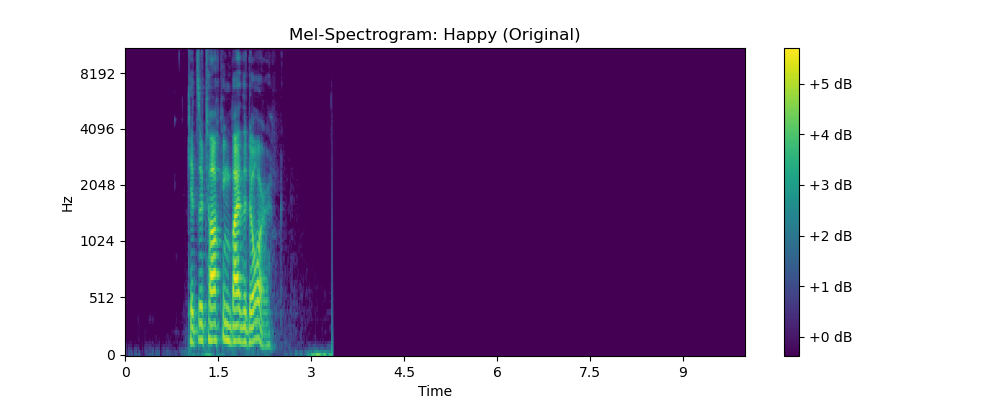 Mel-Spectrogram: Happy (Original)
8192
4096
2048
1024
512
0
Hz
0 1.5 3 4.5 6 7.5 9
Time
+5 dB
+4 dB
+3 dB
+2 dB
+1 dB
+0 dB